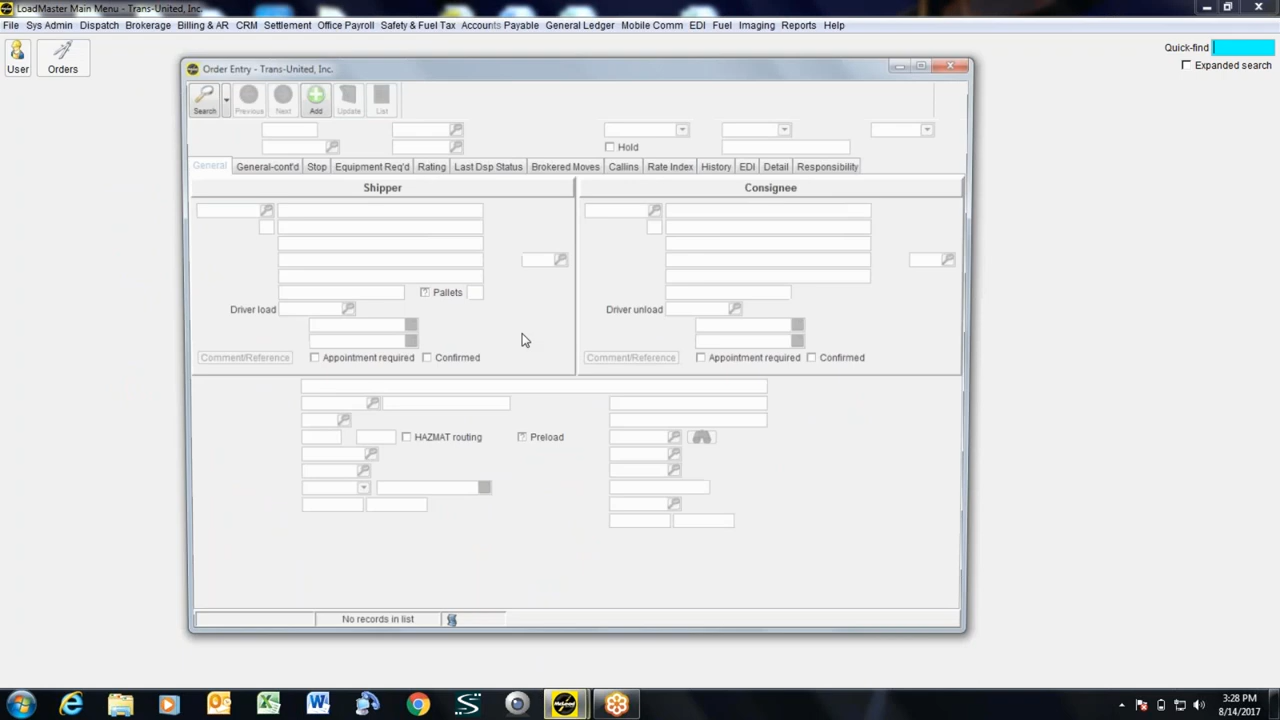 LoadMaster Main Menu - Trans-United, Inc.
File Sys Admin Dispatch Brokerage Billing & AR CRM Settlement Office Payroll Safety & Fuel Tax Accounts Payable General Ledger Mobile Comm EDI Fuel Imaging Reports Help
User Orders
Quick-find
Expanded search
Order Entry - Trans-United, Inc.
Search Previous Next Add Update List
Hold
General General-cont'd Stop Equipment Req'd Rating Last Dsp Status Brokered Moves Callins Rate Index History EDI Detail Responsibility
Shipper Consignee
Pallets
Driver load Driver unload
Appointment required Confirmed Appointment required Confirmed
Comment/Reference Comment/Reference
HAZMAT routing Preload
No records in list
McLeod
3:28 PM
8/14/2017